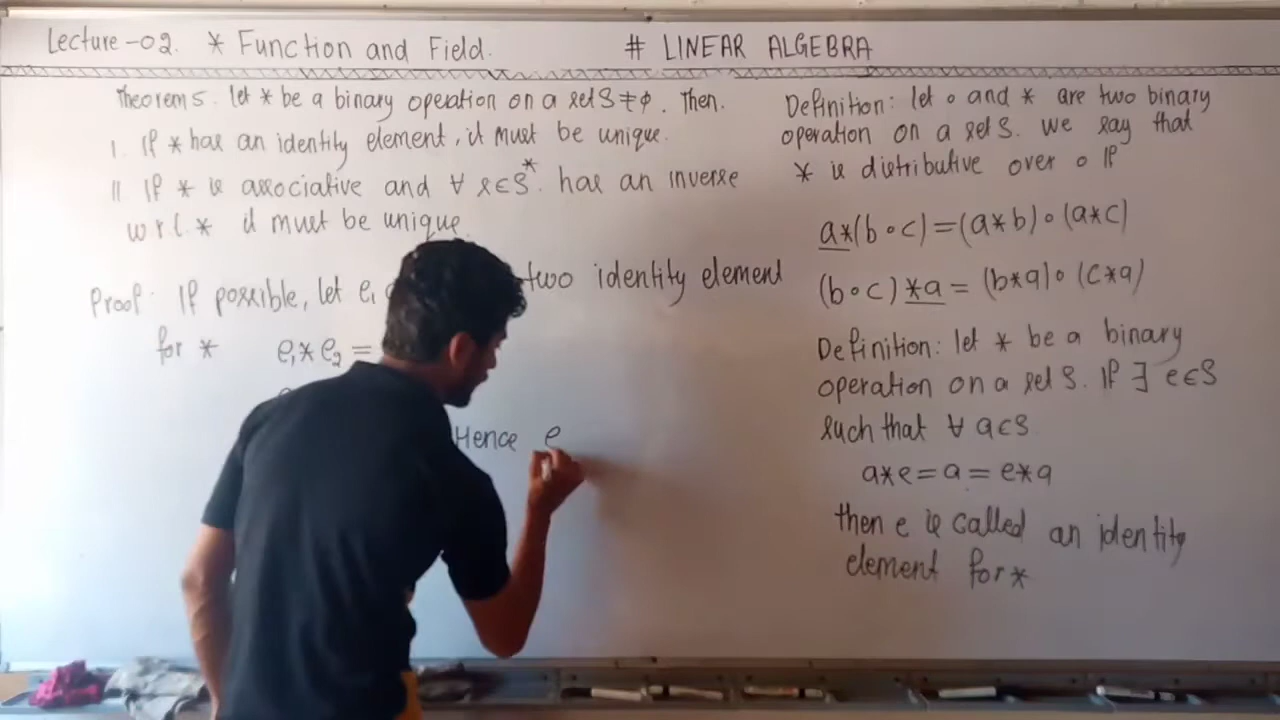 Lecture-02. * Function and Field. # LINEAR ALGEBRA
Theorem 5. let * be a binary operation on a set S ≠ φ. Then.
I. If * has an identity element, it must be unique.
II If * is associative and ∀ x∈S* has an inverse
w.r.t. * it must be unique.
Proof: If possible, let e₁ two identity element
for * e₁*e₂ =
Hence e
Definition: let ∘ and * are two binary
operation on a set S. we say that
* is distributive over ∘ if
a*(b∘c)=(a*b)∘(a*c)
(b∘c)*a = (b*a)∘(c*a)
Definition: let * be a binary
operation on a set S. If ∃ e∈S
such that ∀ a∈S
a*e=a=e*a
then e is called an identity
element for *